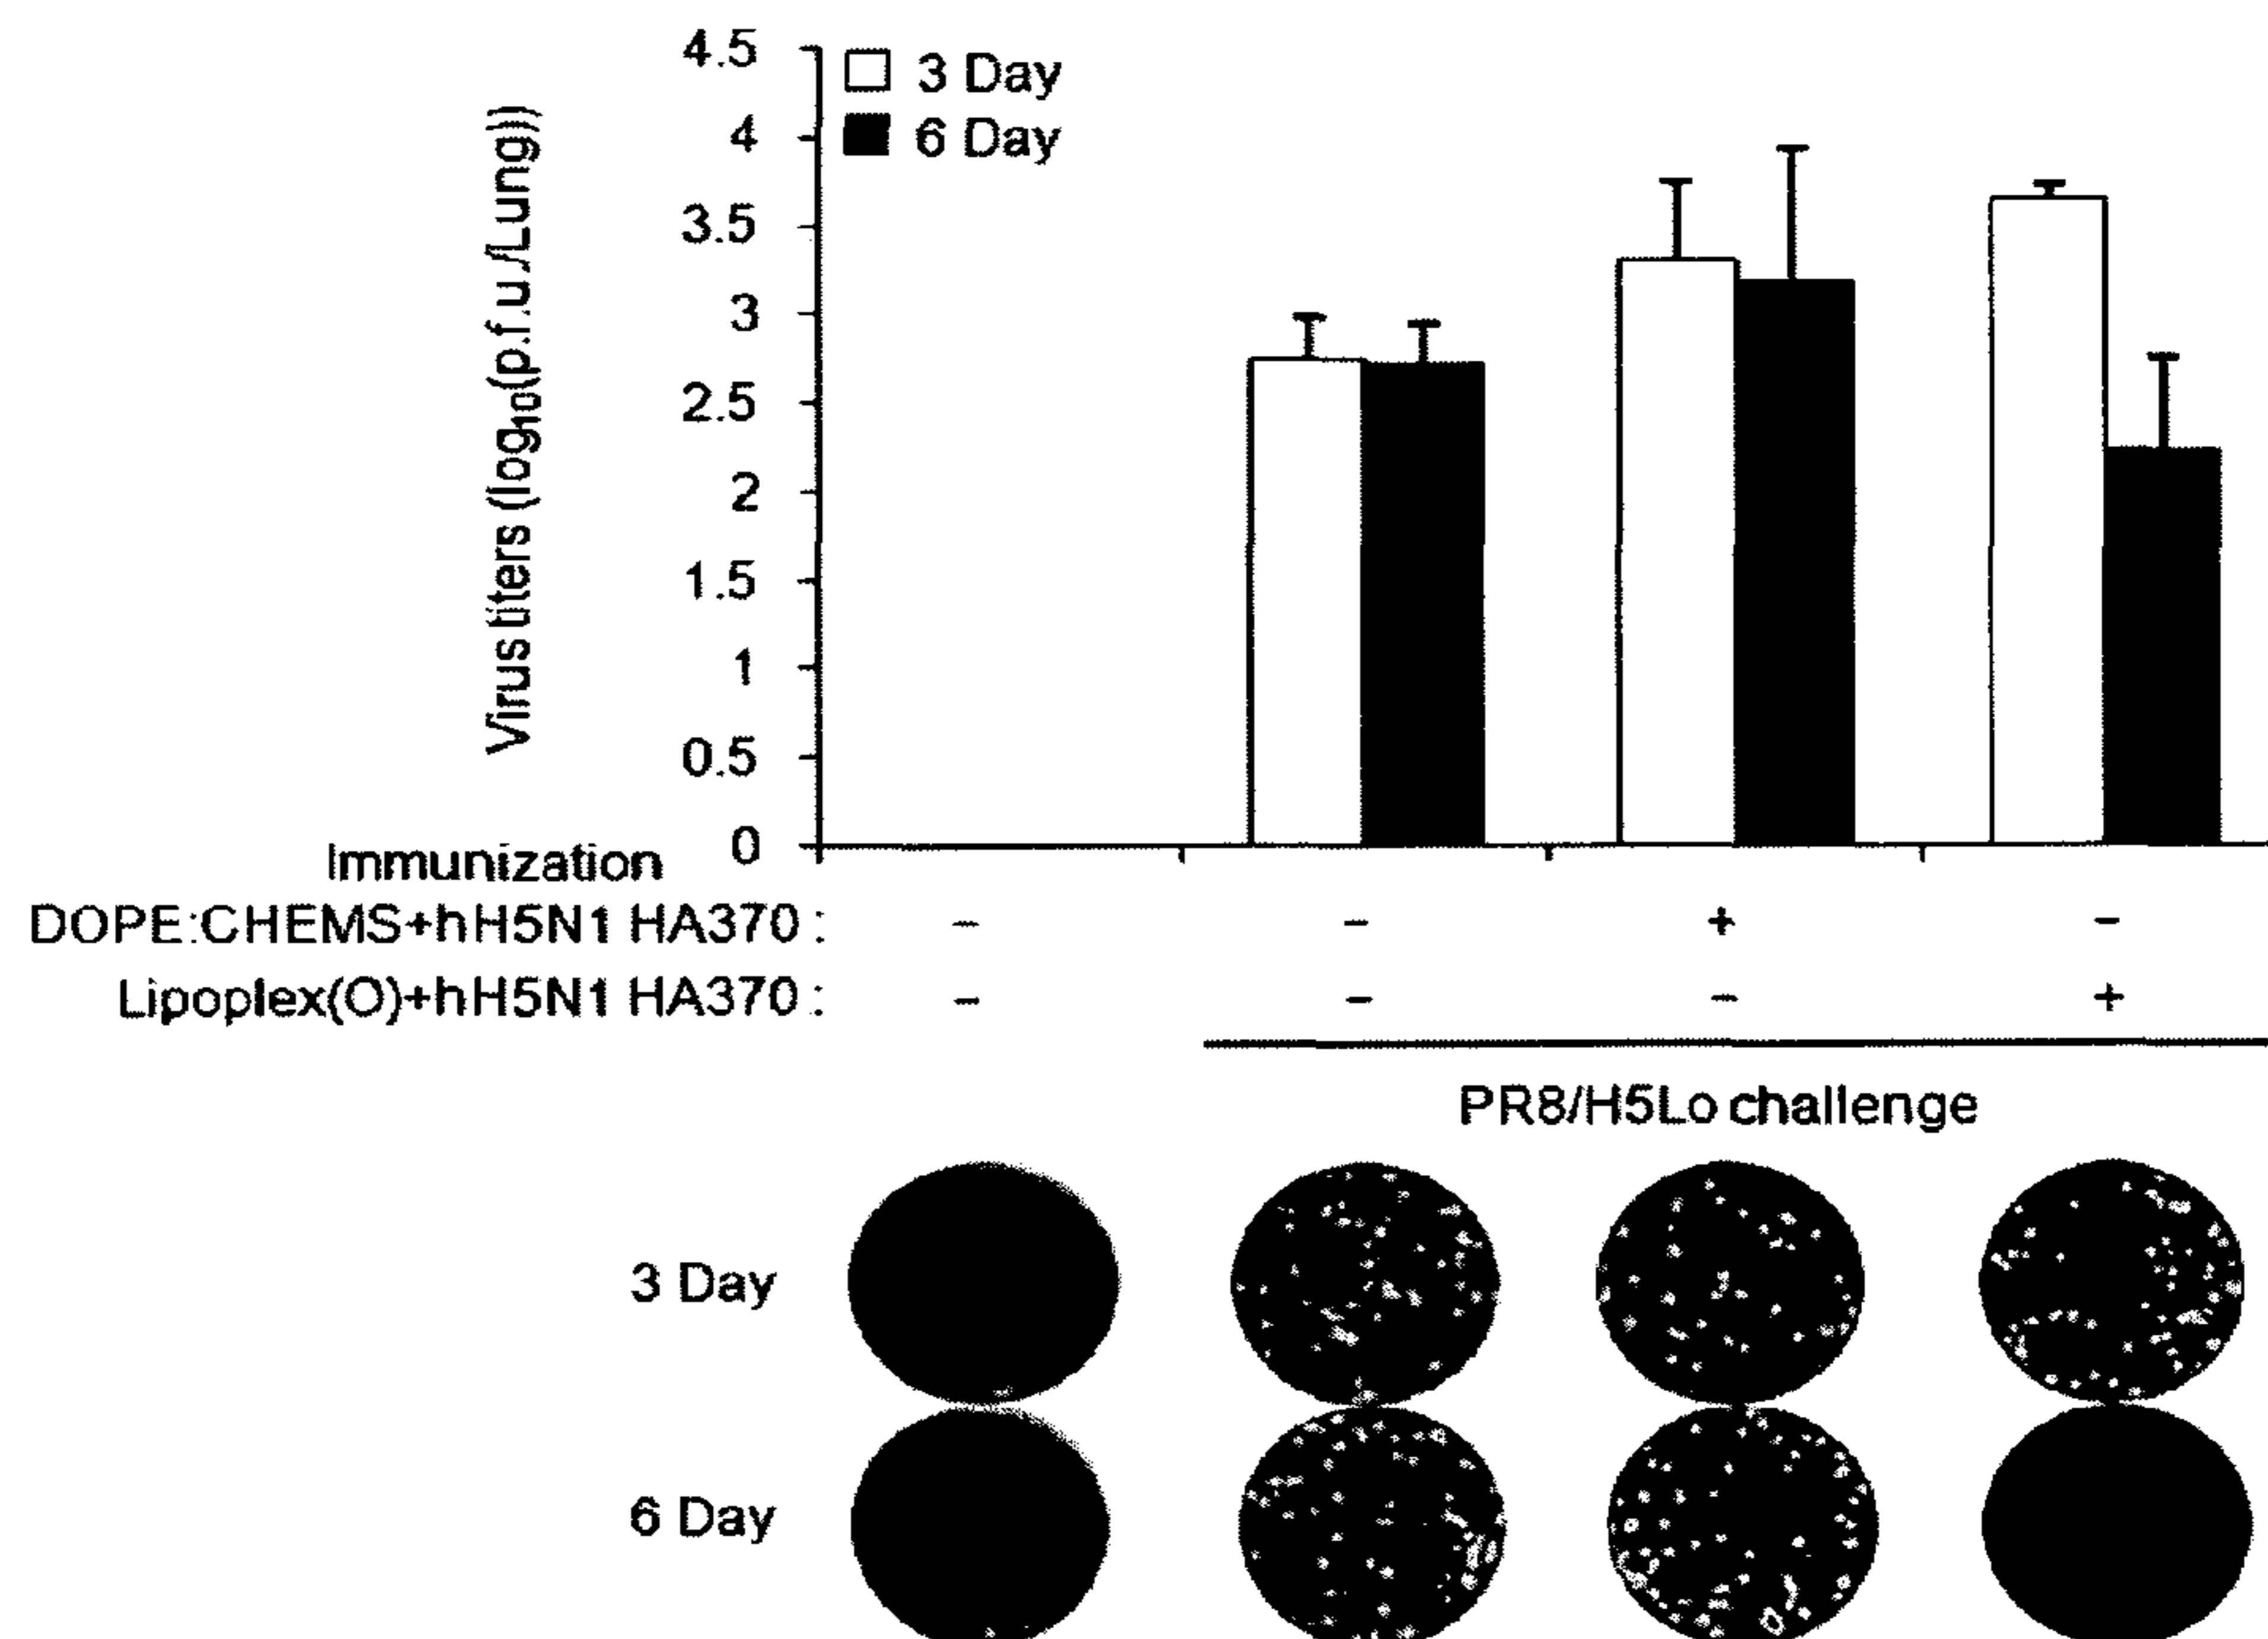 Virus titers (log10(p.f.u./Lung))
4.5
4
3.5
3
2.5
2
1.5
1
0.5
0
3 Day
6 Day
Immunization
DOPE:CHEMS+hH5N1 HA370 : - - + -
Lipoplex(O)+hH5N1 HA370 : - - - +
PR8/H5Lo challenge
3 Day
6 Day